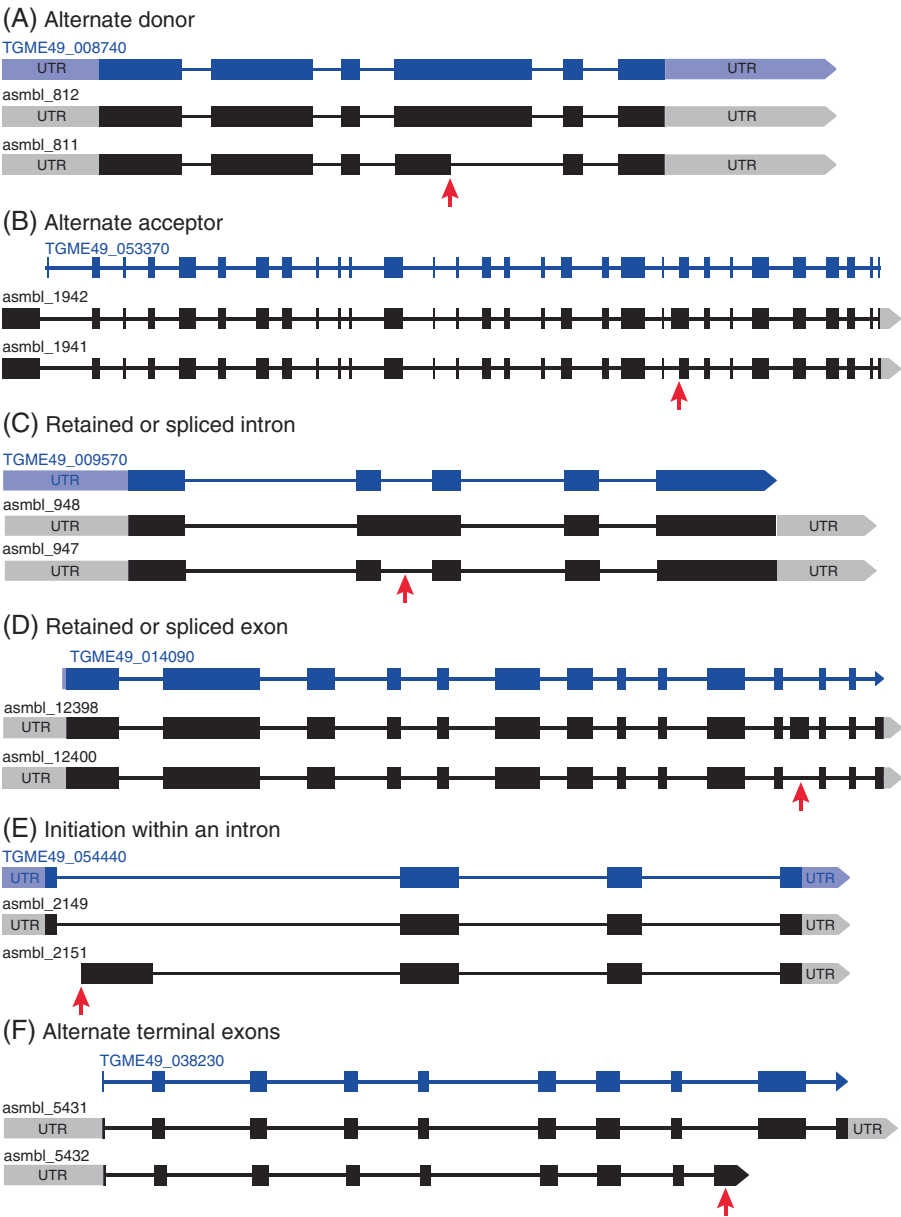 (A) Alternate donor
TGME49_008740
UTR UTR
asmbl_812
UTR UTR
asmbl_811
UTR UTR
(B) Alternate acceptor
TGME49_053370
asmbl_1942
asmbl_1941
(C) Retained or spliced intron
TGME49_009570
UTR
asmbl_948
UTR UTR
asmbl_947
UTR UTR
(D) Retained or spliced exon
TGME49_014090
asmbl_12398
UTR
asmbl_12400
UTR
(E) Initiation within an intron
TGME49_054440
UTR UTR
asmbl_2149
UTR UTR
asmbl_2151
UTR
(F) Alternate terminal exons
TGME49_038230
asmbl_5431
UTR UTR
asmbl_5432
UTR